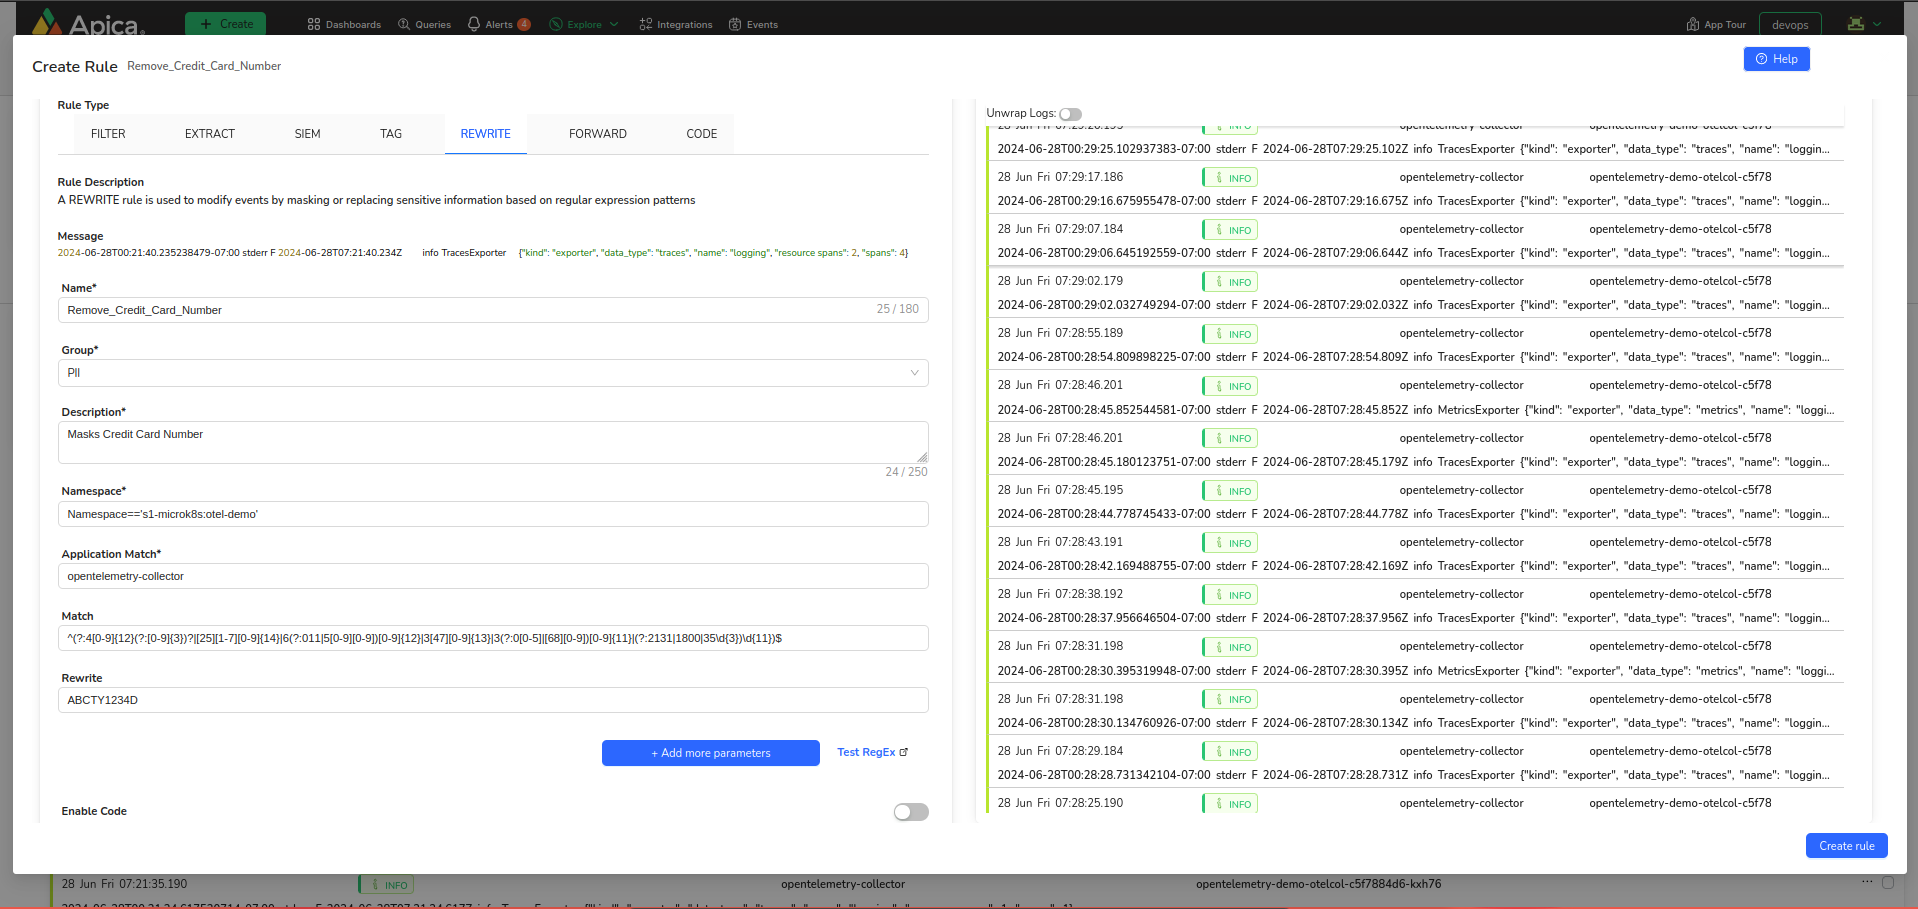 Apica
+ Create
Dashboards
Queries
Alerts 4
Explore
Integrations
Events
App Tour
devops
Create Rule Remove_Credit_Card_Number
Help
Rule Type
FILTER EXTRACT SIEM TAG REWRITE FORWARD CODE
Rule Description
A REWRITE rule is used to modify events by masking or replacing sensitive information based on regular expression patterns
Message
2024-06-28T00:21:40.235238479-07:00 stderr F 2024-06-28T07:21:40.234Z info TracesExporter {"kind": "exporter", "data_type": "traces", "name": "logging", "resource spans": 2, "spans": 4}
Name*
Remove_Credit_Card_Number 25 / 180
Group*
PII
Description*
Masks Credit Card Number
24 / 250
Namespace*
Namespace=='s1-microk8s:otel-demo'
Application Match*
opentelemetry-collector
Match
^(?:4[0-9]{12}(?:[0-9]{3})?|[25][1-7][0-9]{14}|6(?:011|5[0-9][0-9])[0-9]{12}|3[47][0-9]{13}|3(?:0[0-5]|[68][0-9])[0-9]{11}|(?:2131|1800|35\d{3})\d{11})$
Rewrite
ABCTY1234D
+ Add more parameters Test RegEx
Enable Code
Unwrap Logs:
28 Jun Fri 07:29:26.195 INFO opentelemetry-collector opentelemetry-demo-otelcol-c5f78
2024-06-28T00:29:25.102937383-07:00 stderr F 2024-06-28T07:29:25.102Z info TracesExporter {"kind": "exporter", "data_type": "traces", "name": "loggin...
28 Jun Fri 07:29:17.186 INFO opentelemetry-collector opentelemetry-demo-otelcol-c5f78
2024-06-28T00:29:16.675955478-07:00 stderr F 2024-06-28T07:29:16.675Z info TracesExporter {"kind": "exporter", "data_type": "traces", "name": "loggin...
28 Jun Fri 07:29:07.184 INFO opentelemetry-collector opentelemetry-demo-otelcol-c5f78
2024-06-28T00:29:06.645192559-07:00 stderr F 2024-06-28T07:29:06.644Z info TracesExporter {"kind": "exporter", "data_type": "traces", "name": "loggin...
28 Jun Fri 07:29:02.179 INFO opentelemetry-collector opentelemetry-demo-otelcol-c5f78
2024-06-28T00:29:02.032749294-07:00 stderr F 2024-06-28T07:29:02.032Z info TracesExporter {"kind": "exporter", "data_type": "traces", "name": "loggin...
28 Jun Fri 07:28:55.189 INFO opentelemetry-collector opentelemetry-demo-otelcol-c5f78
2024-06-28T00:28:54.809898225-07:00 stderr F 2024-06-28T07:28:54.809Z info TracesExporter {"kind": "exporter", "data_type": "traces", "name": "loggin...
28 Jun Fri 07:28:46.201 INFO opentelemetry-collector opentelemetry-demo-otelcol-c5f78
2024-06-28T00:28:45.852544581-07:00 stderr F 2024-06-28T07:28:45.852Z info MetricsExporter {"kind": "exporter", "data_type": "metrics", "name": "loggi...
28 Jun Fri 07:28:46.201 INFO opentelemetry-collector opentelemetry-demo-otelcol-c5f78
2024-06-28T00:28:45.180123751-07:00 stderr F 2024-06-28T07:28:45.179Z info TracesExporter {"kind": "exporter", "data_type": "traces", "name": "loggin...
28 Jun Fri 07:28:45.195 INFO opentelemetry-collector opentelemetry-demo-otelcol-c5f78
2024-06-28T00:28:44.778745433-07:00 stderr F 2024-06-28T07:28:44.778Z info TracesExporter {"kind": "exporter", "data_type": "traces", "name": "loggin...
28 Jun Fri 07:28:43.191 INFO opentelemetry-collector opentelemetry-demo-otelcol-c5f78
2024-06-28T00:28:42.169488755-07:00 stderr F 2024-06-28T07:28:42.169Z info TracesExporter {"kind": "exporter", "data_type": "traces", "name": "loggin...
28 Jun Fri 07:28:38.192 INFO opentelemetry-collector opentelemetry-demo-otelcol-c5f78
2024-06-28T00:28:37.956646504-07:00 stderr F 2024-06-28T07:28:37.956Z info TracesExporter {"kind": "exporter", "data_type": "traces", "name": "loggin...
28 Jun Fri 07:28:31.198 INFO opentelemetry-collector opentelemetry-demo-otelcol-c5f78
2024-06-28T00:28:30.395319948-07:00 stderr F 2024-06-28T07:28:30.395Z info MetricsExporter {"kind": "exporter", "data_type": "metrics", "name": "loggi...
28 Jun Fri 07:28:31.198 INFO opentelemetry-collector opentelemetry-demo-otelcol-c5f78
2024-06-28T00:28:30.134760926-07:00 stderr F 2024-06-28T07:28:30.134Z info TracesExporter {"kind": "exporter", "data_type": "traces", "name": "loggin...
28 Jun Fri 07:28:29.184 INFO opentelemetry-collector opentelemetry-demo-otelcol-c5f78
2024-06-28T00:28:28.731342104-07:00 stderr F 2024-06-28T07:28:28.731Z info TracesExporter {"kind": "exporter", "data_type": "traces", "name": "loggin...
28 Jun Fri 07:28:25.190 INFO opentelemetry-collector opentelemetry-demo-otelcol-c5f78
Create rule
28 Jun Fri 07:21:35.190 INFO opentelemetry-collector opentelemetry-demo-otelcol-c5f7884d6-kxh76